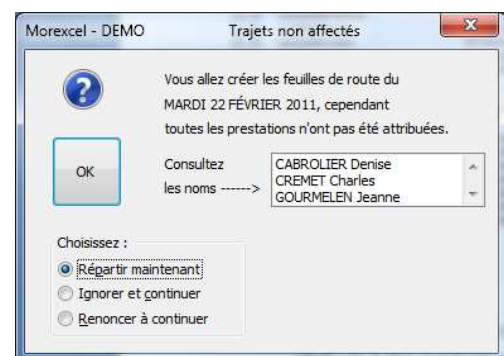 Morexcel - DEMO Trajets non affectés
Vous allez créer les feuilles de route du
MARDI 22 FÉVRIER 2011, cependant
toutes les prestations n'ont pas été attribuées.
OK
Consultez
les noms ------>
CABROLIER Denise
CREMET Charles
GOURMELEN Jeanne
Choisissez :
Répartir maintenant
Ignorer et continuer
Renoncer à continuer